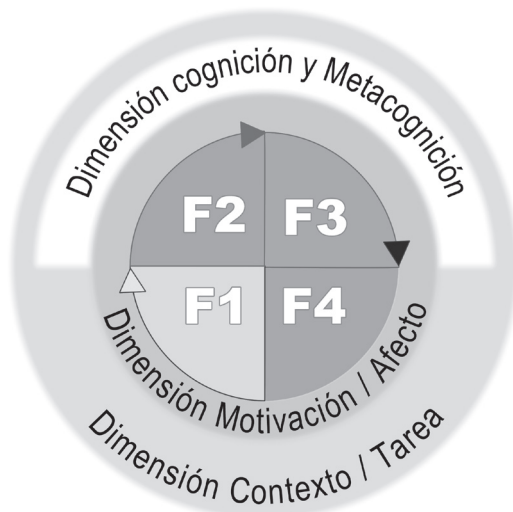 Dimensión cognición y Metacognición
F2 F3
F1 F4
Dimensión Motivación / Afecto
Dimensión Contexto / Tarea